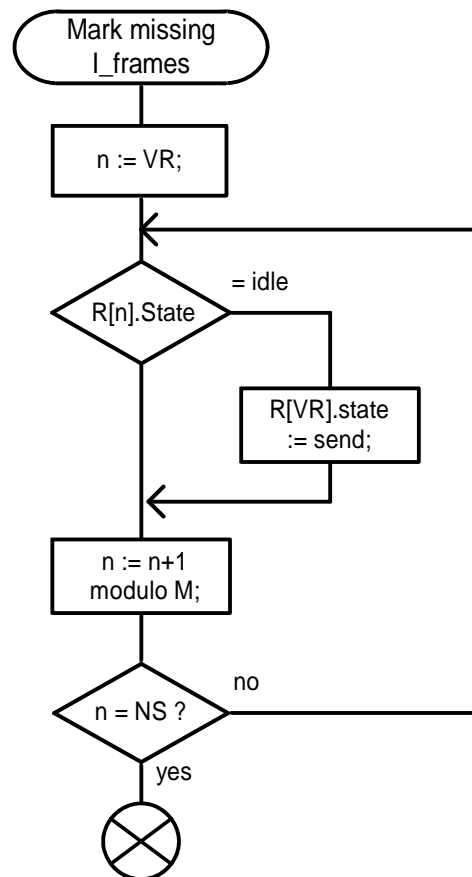 Mark missing
I_frames
n := VR;
R[n].State
= idle
R[VR].state
:= send;
n := n+1
modulo M;
n = NS ?
no
yes